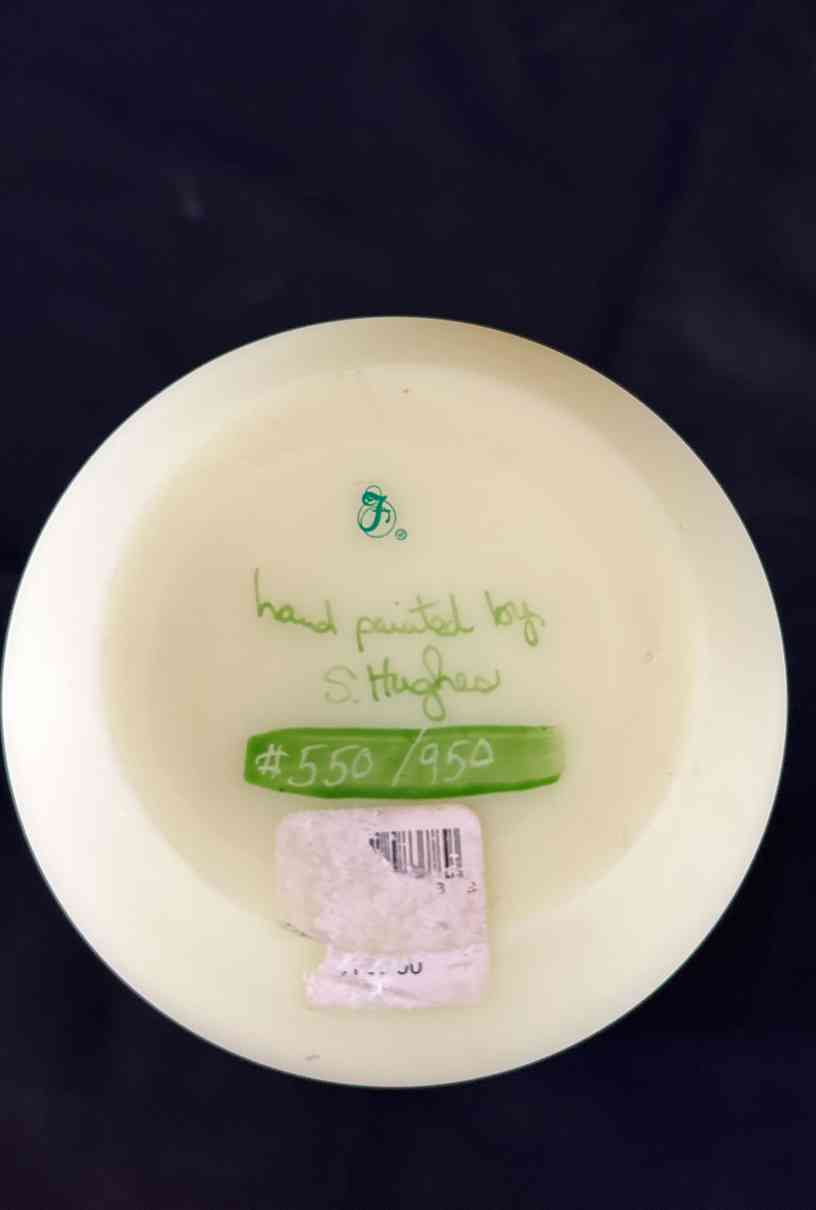 F
hand painted by
S. Hughes
#550/950